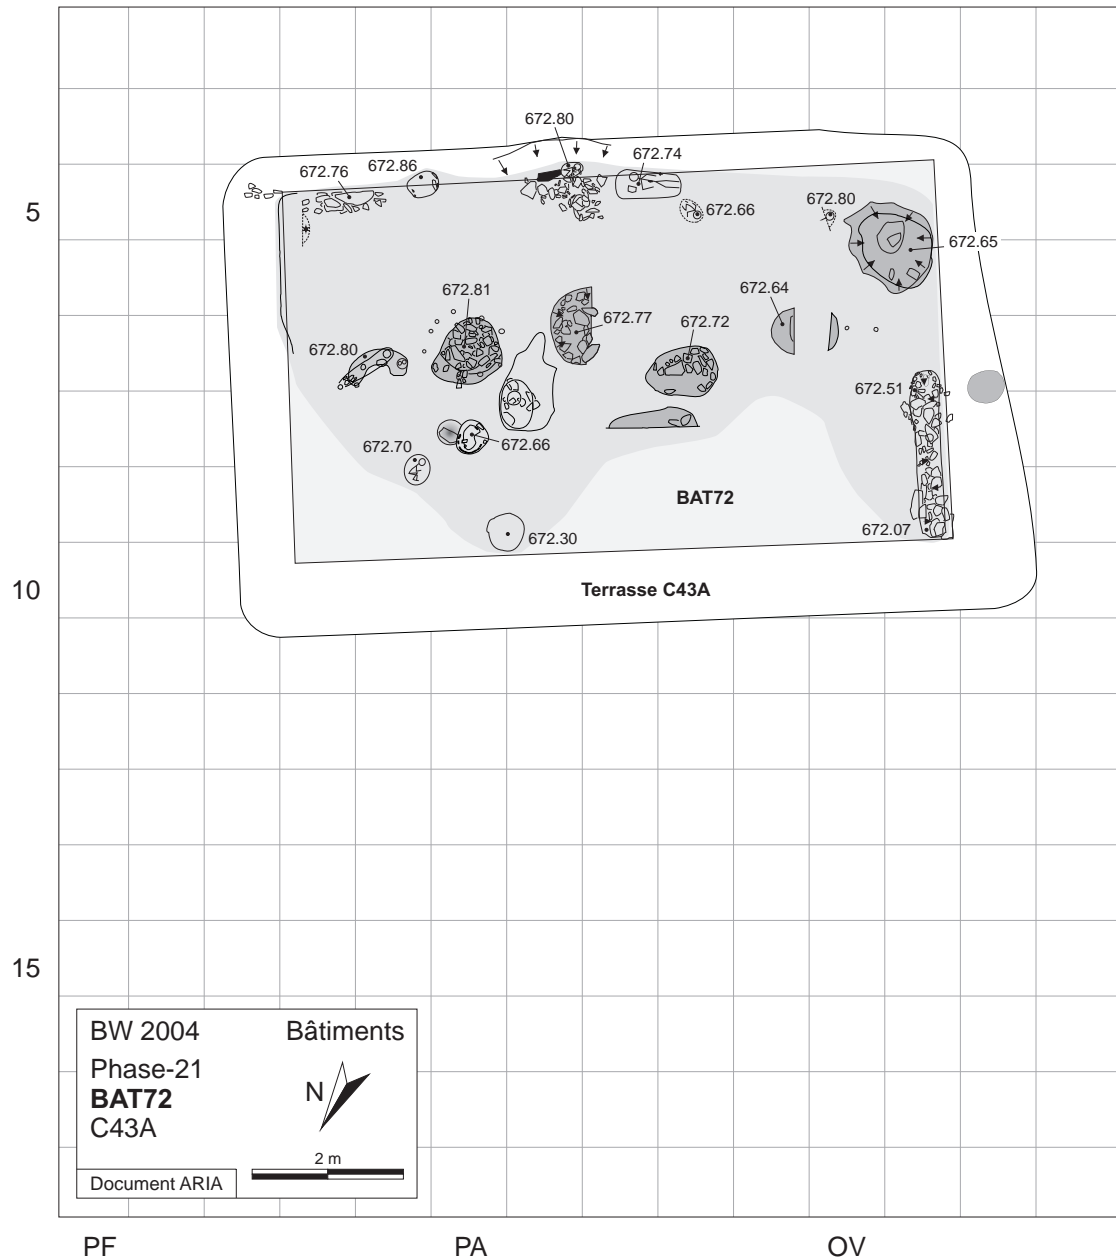 672.80
672.76
672.86
672.74
672.66
672.80
5
672.65
672.81
672.77
672.64
672.72
672.80
672.51
672.70
672.66
BAT72
672.30
672.07
10
Terrasse C43A
15
BW 2004
Bâtiments
Phase-21
BAT72
C43A
N
2 m
Document ARIA
PF
PA
OV